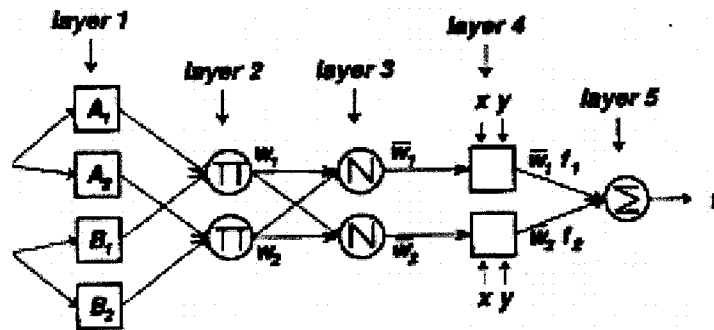 layer 1
layer 4
layer 2
layer 3
layer 5
x y
A₁
w₁
w̅₁
w̅₁ f₁
Π
N
A₂
Σ
B₁
Π
N
w₂
w̅₂
w̅₂ f₂
B₂
x y